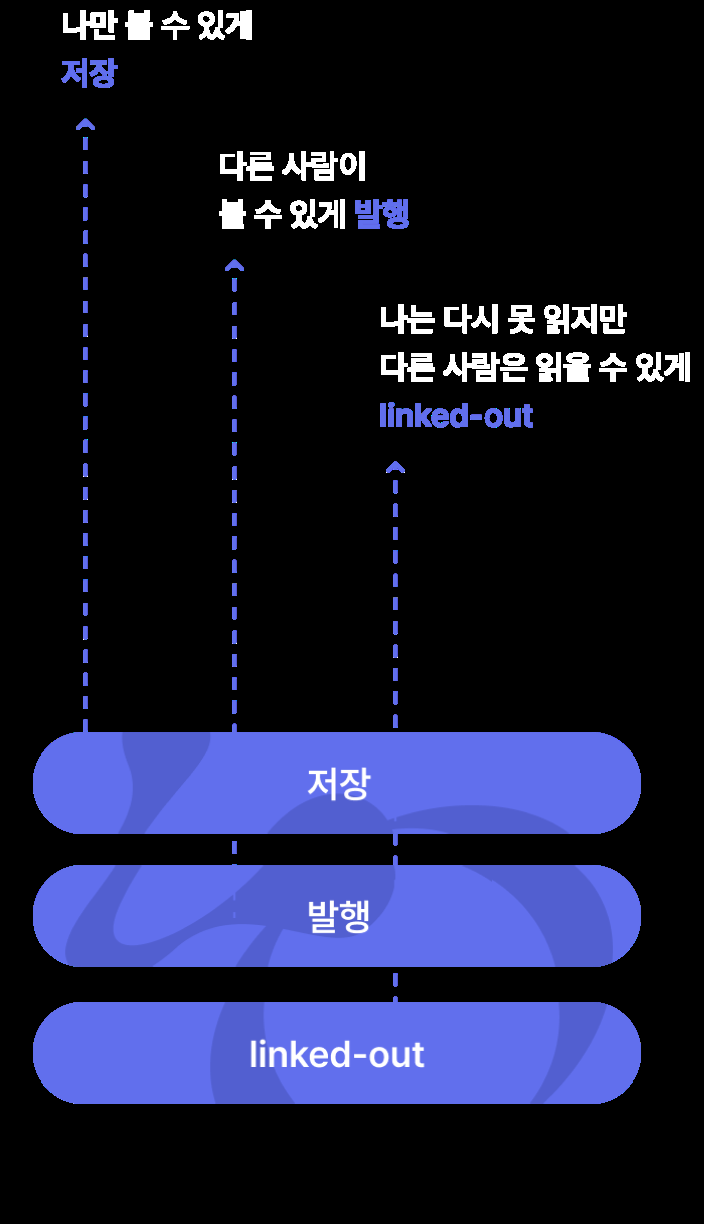 나만 볼 수 있게
저장
다른 사람이
볼 수 있게 발행
나는 다시 못 읽지만
다른 사람은 읽을 수 있게
linked-out
저장
발행
linked-out